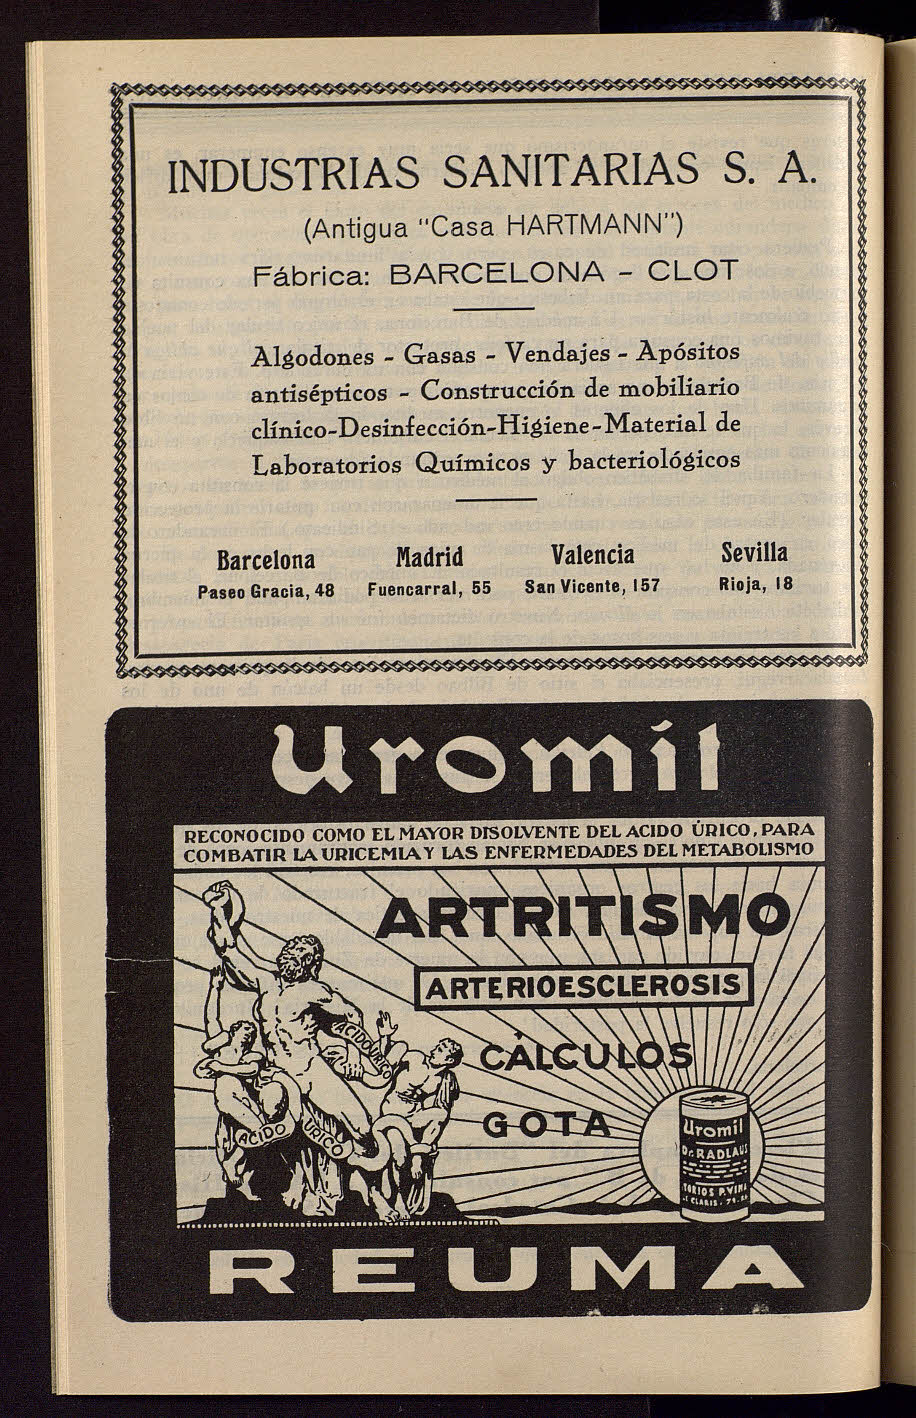 INDUSTRIAS SANITARIAS S. A.
(Antigua "Casa HARTMANN")
Fábrica: BARCELONA - CLOT
Algodones - Gasas - Vendajes - Apósitos
antisépticos - Construcción de mobiliario
clínico-Desinfección-Higiene-Material de
Laboratorios Químicos y bacteriológicos
Barcelona Madrid Valencia Sevilla
Paseo Gracia, 48 Fuencarral, 55 San Vicente, 157 Rioja, 18
Uromil
RECONOCIDO COMO EL MAYOR DISOLVENTE DEL ACIDO ÚRICO, PARA
COMBATIR LA URICEMIA Y LAS ENFERMEDADES DEL METABOLISMO
ARTRITISMO
ARTERIOESCLEROSIS
ACIDO URICO
CÀLCULOS
GOTA
ACIDO URICO
Uromil
Dr. RADLAUS
REUMA